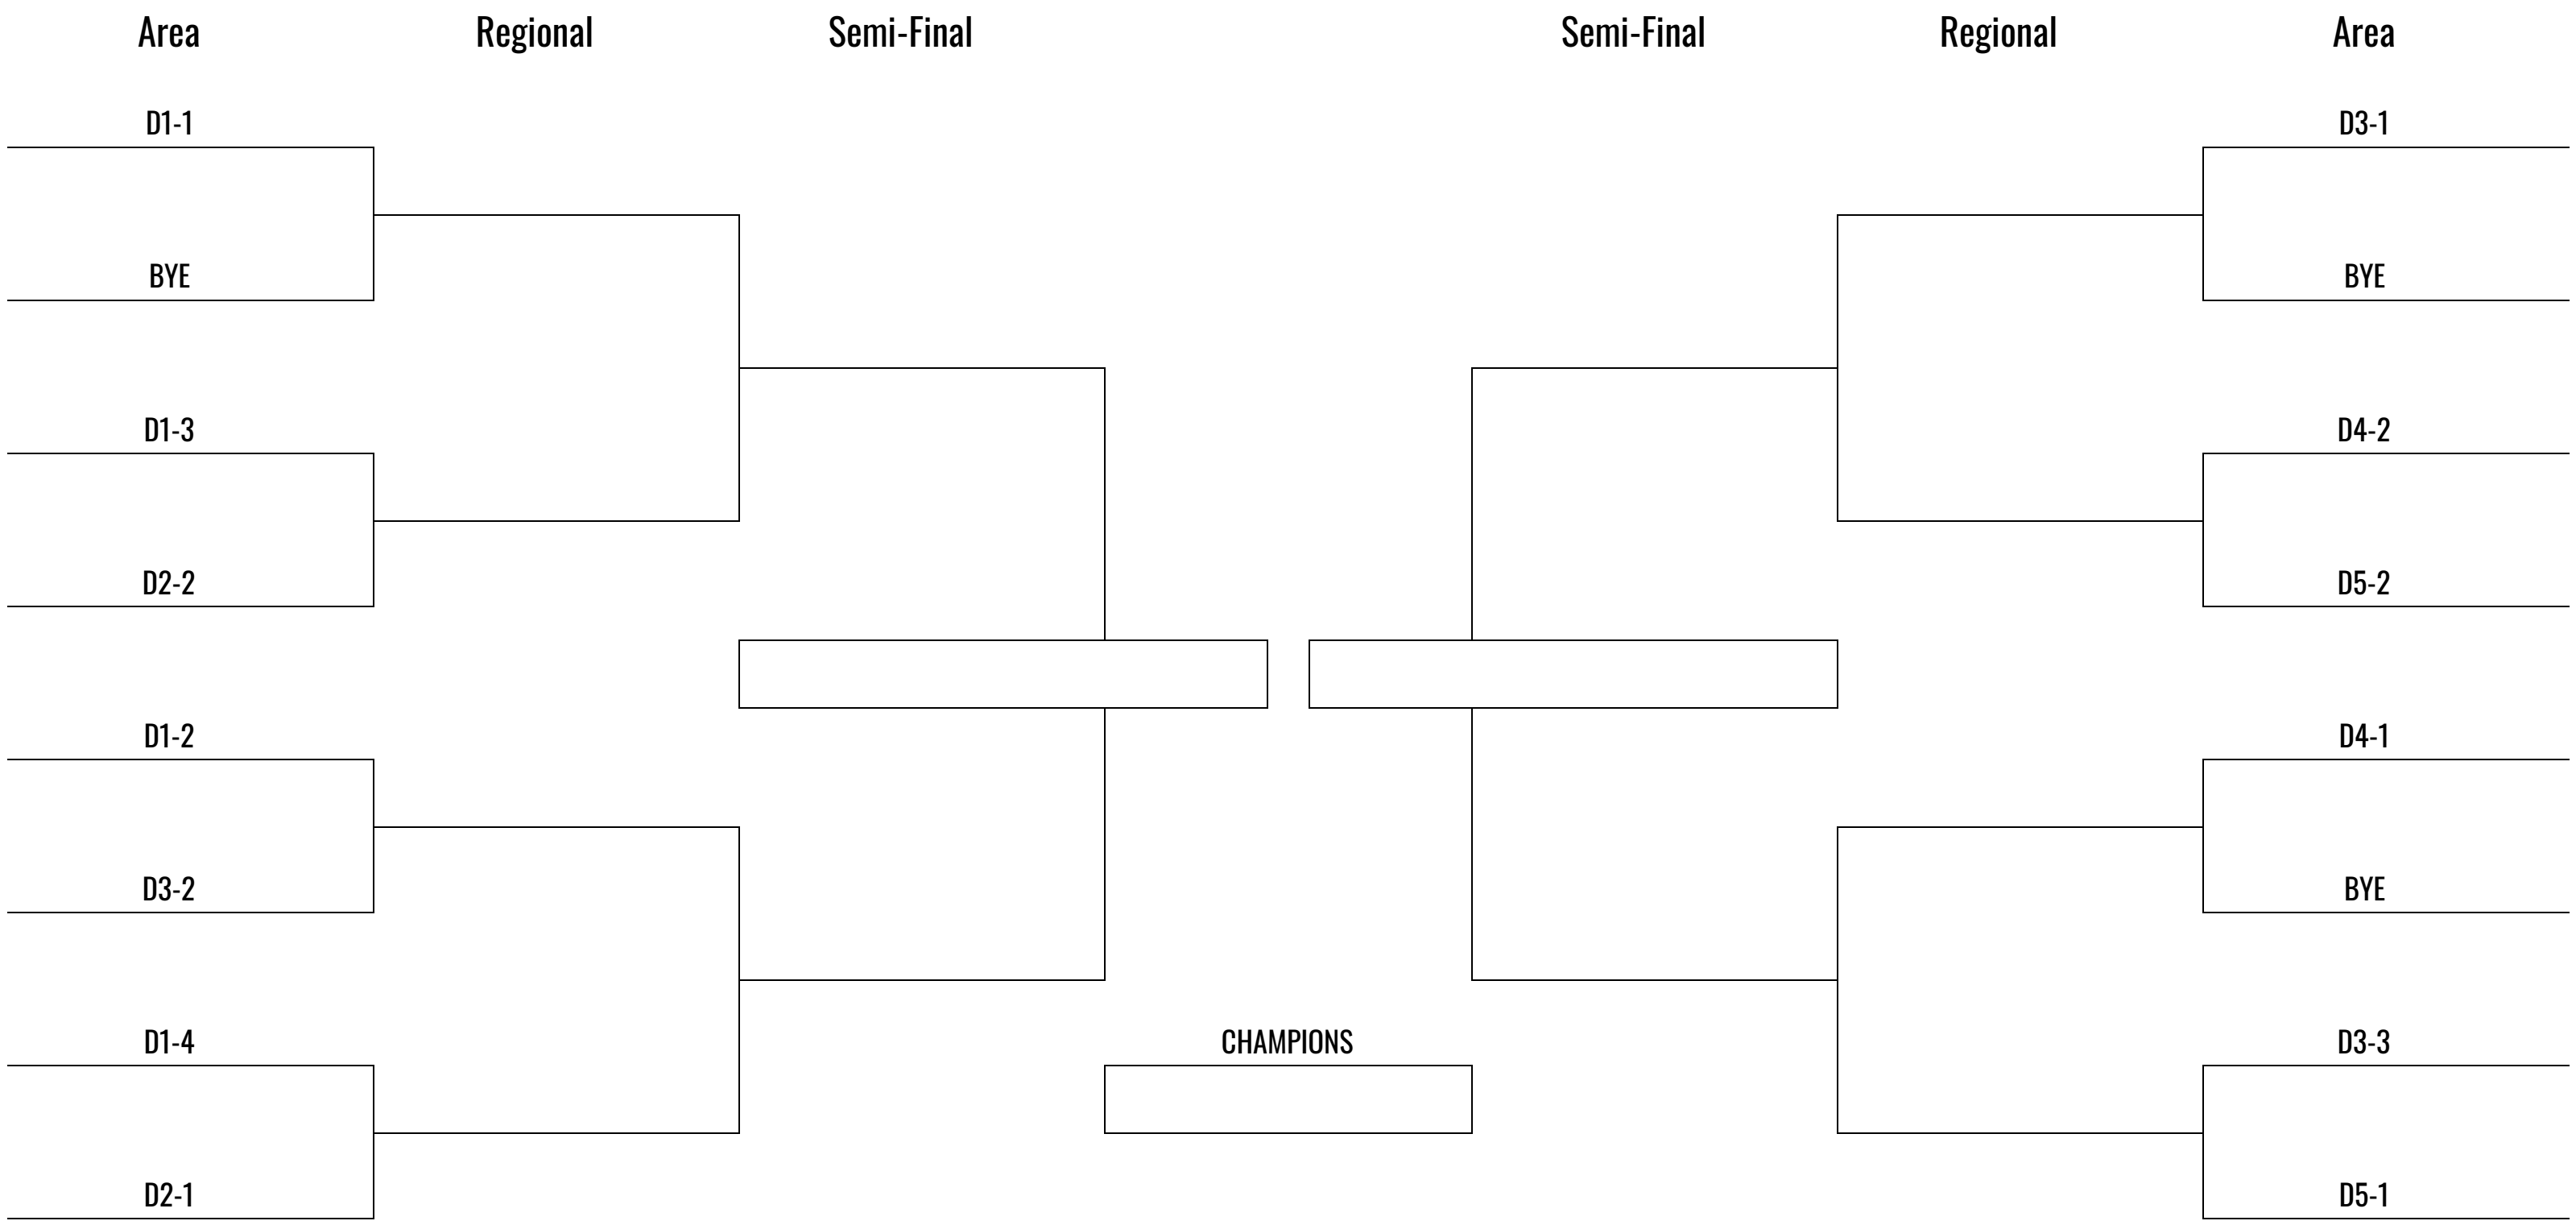 Area Regional Semi-Final Semi-Final Regional Area
D1-1 D3-1
BYE BYE
D1-3 D4-2
D2-2 D5-2
D1-2 D4-1
D3-2 BYE
D1-4 CHAMPIONS D3-3
D2-1 D5-1